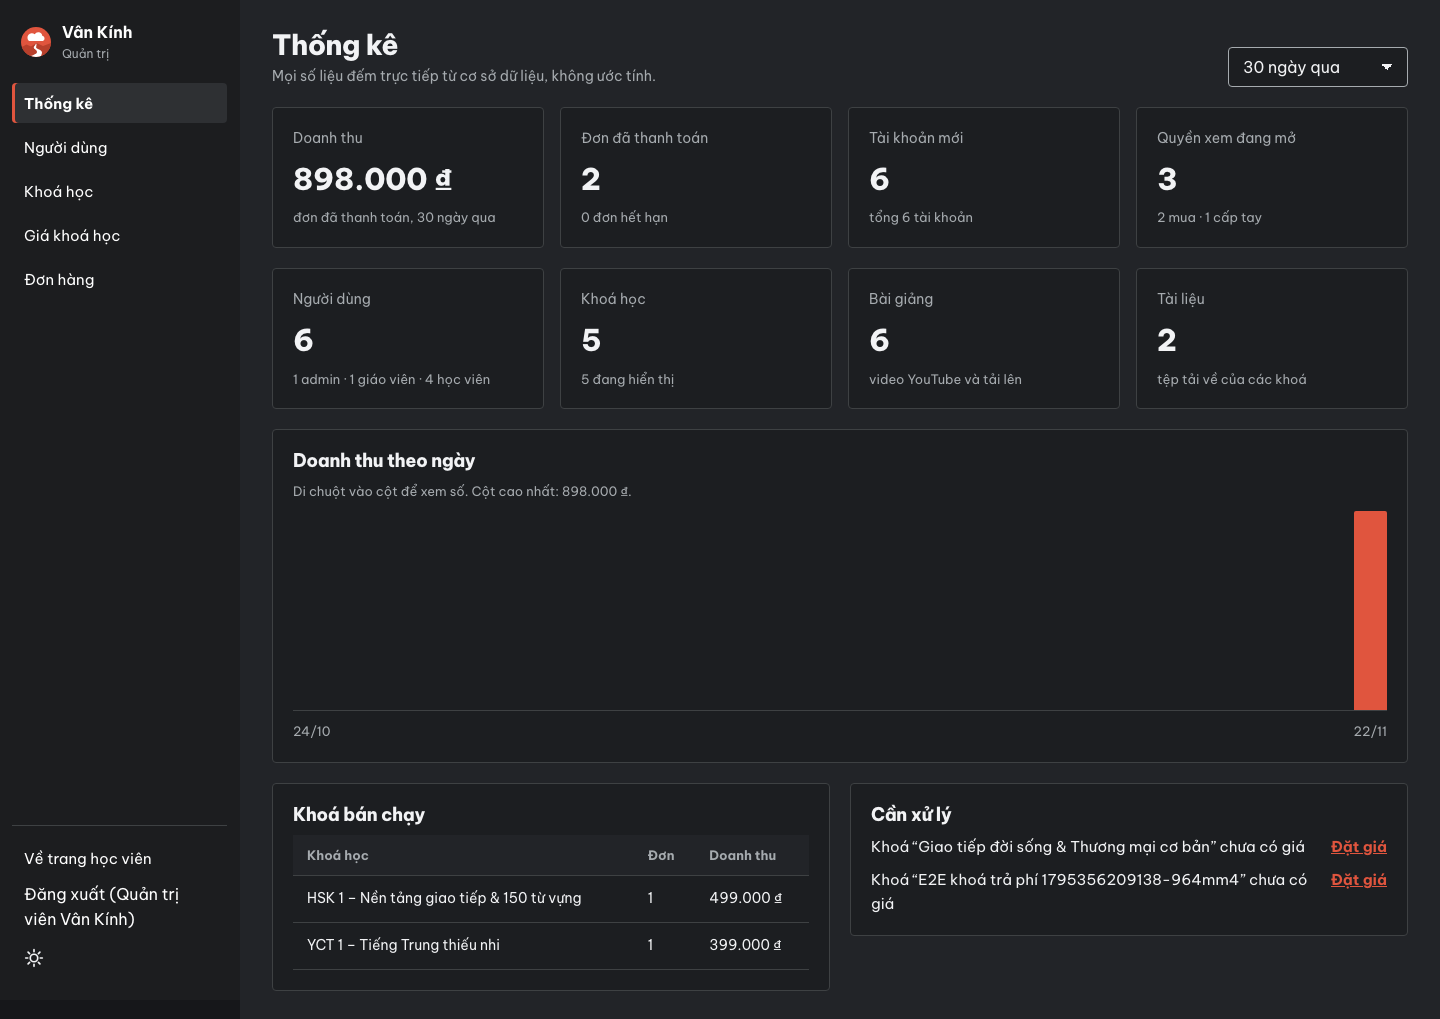 Vân Kính
Quản trị
Thống kê
Người dùng
Khoá học
Giá khoá học
Đơn hàng
Về trang học viên
Đăng xuất (Quản trị
viên Vân Kính)
Thống kê
Mọi số liệu đếm trực tiếp từ cơ sở dữ liệu, không ước tính.
30 ngày qua
Doanh thu
898.000 ₫
đơn đã thanh toán, 30 ngày qua
Đơn đã thanh toán
2
0 đơn hết hạn
Tài khoản mới
6
tổng 6 tài khoản
Quyền xem đang mở
3
2 mua · 1 cấp tay
Người dùng
6
1 admin · 1 giáo viên · 4 học viên
Khoá học
5
5 đang hiển thị
Bài giảng
6
video YouTube và tải lên
Tài liệu
2
tệp tải về của các khoá
Doanh thu theo ngày
Di chuột vào cột để xem số. Cột cao nhất: 898.000 ₫.
24/10 22/11
Khoá bán chạy
Khoá học Đơn Doanh thu
HSK 1 – Nền tảng giao tiếp & 150 từ vựng 1 499.000 ₫
YCT 1 – Tiếng Trung thiếu nhi 1 399.000 ₫
Cần xử lý
Khoá “Giao tiếp đời sống & Thương mại cơ bản” chưa có giá Đặt giá
Khoá “E2E khoá trả phí 1795356209138-964mm4” chưa có Đặt giá
giá